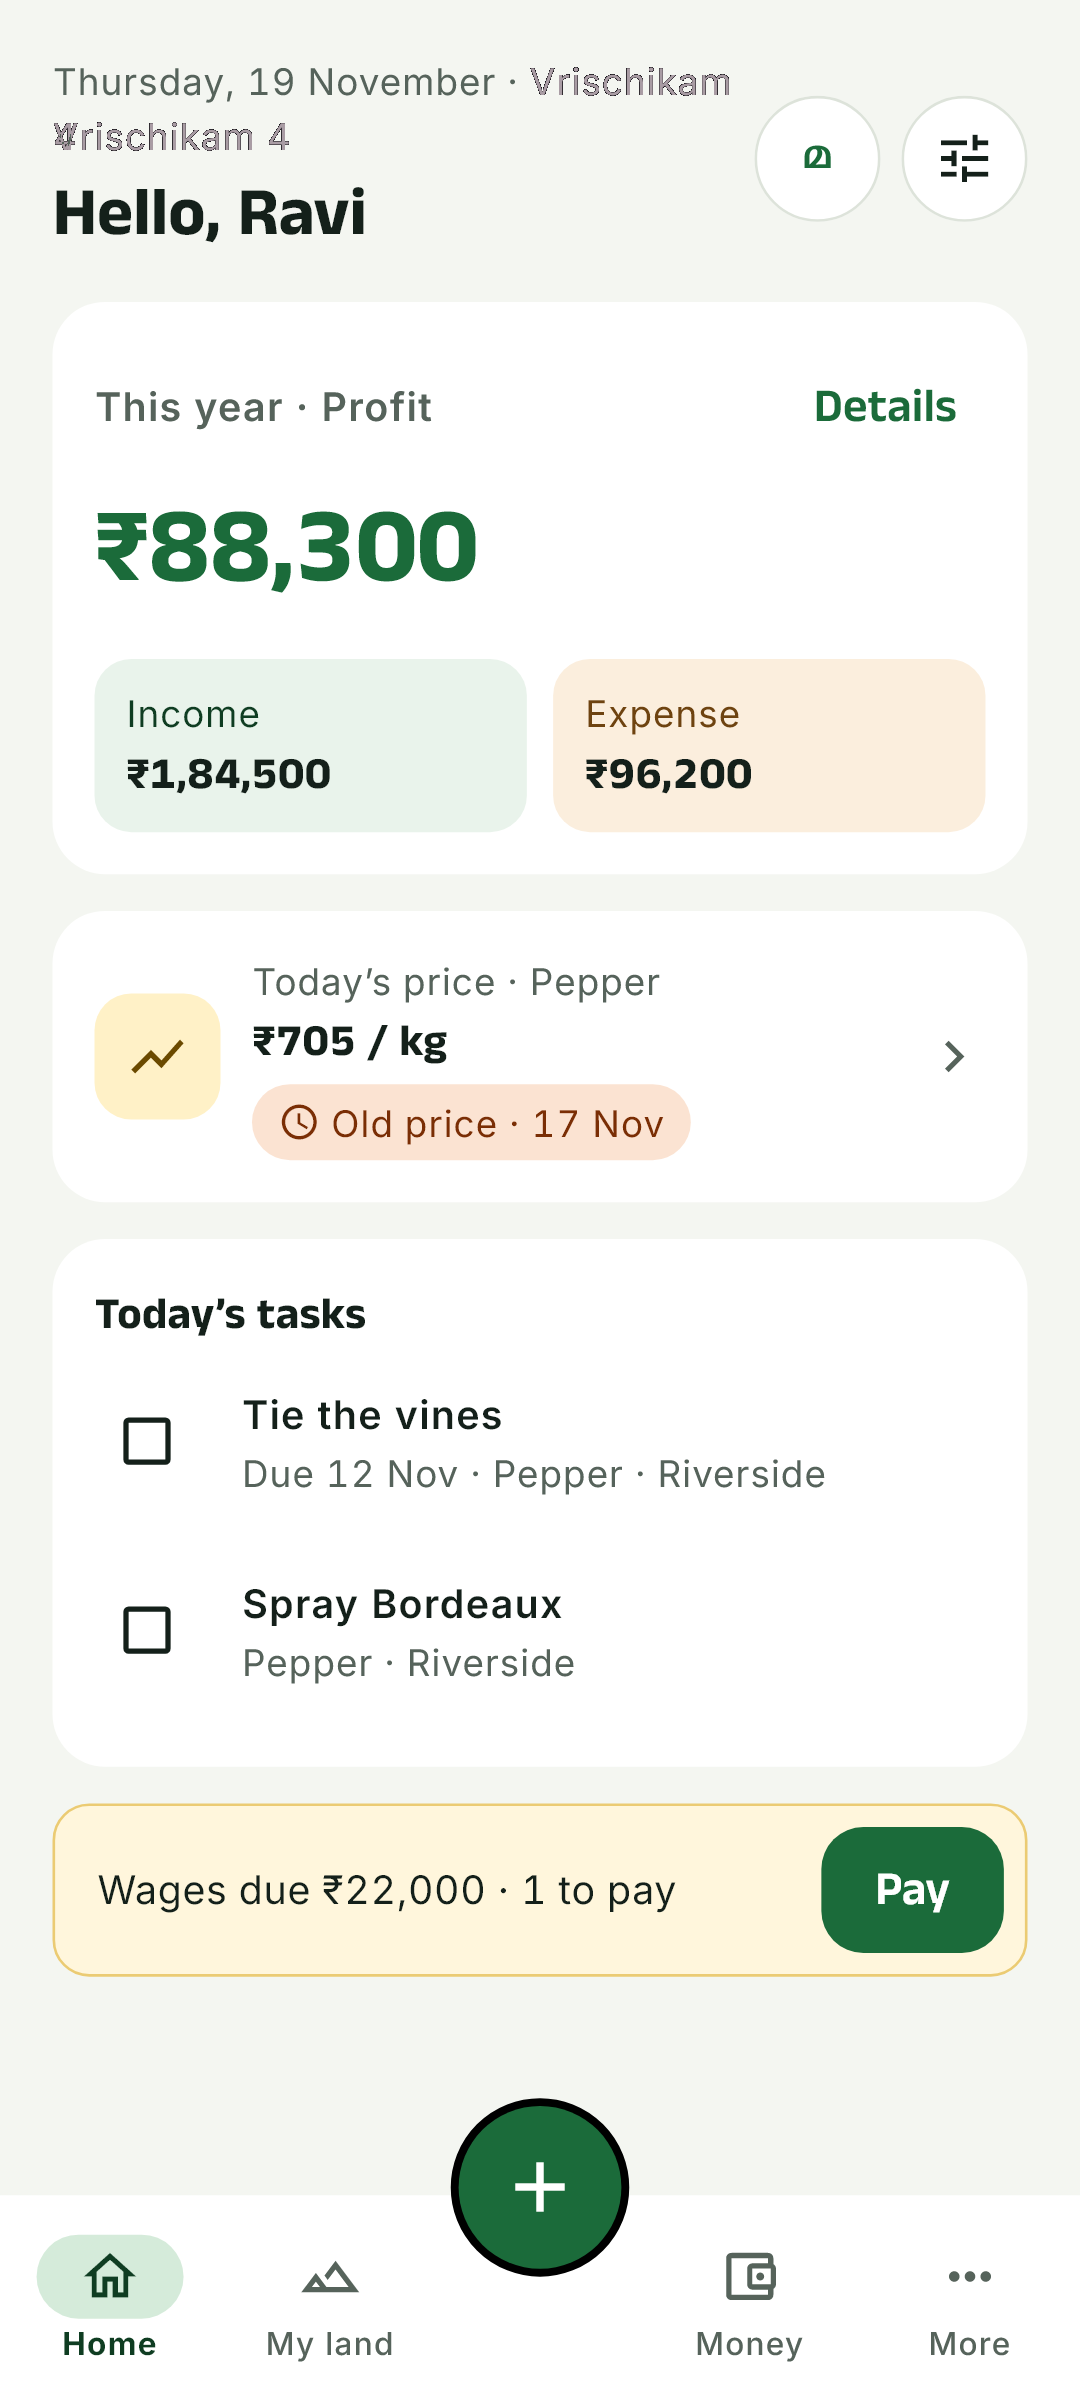 Thursday, 19 November · Vrischikam
Vrischikam 4
Hello, Ravi
മ
This year · Profit
Details
₹88,300
Income
₹1,84,500
Expense
₹96,200
Today’s price · Pepper
₹705 / kg
Old price · 17 Nov
Today’s tasks
Tie the vines
Due 12 Nov · Pepper · Riverside
Spray Bordeaux
Pepper · Riverside
Wages due ₹22,000 · 1 to pay
Pay
Home
My land
Money
More